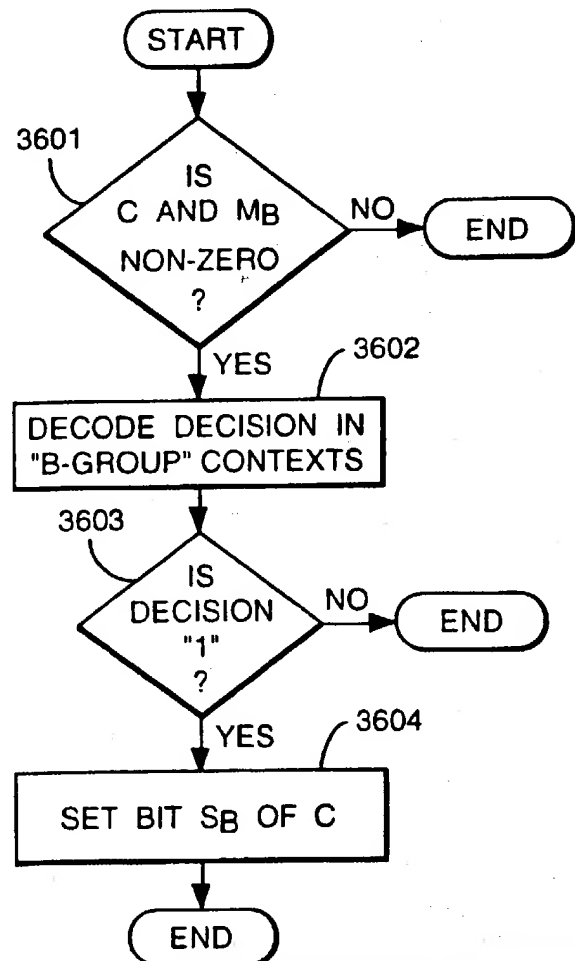 START
3601
IS
C AND MB
NON-ZERO
?
NO
END
YES
3602
DECODE DECISION IN
"B-GROUP" CONTEXTS
3603
IS
DECISION
"1"
?
NO
END
YES
3604
SET BIT SB OF C
END